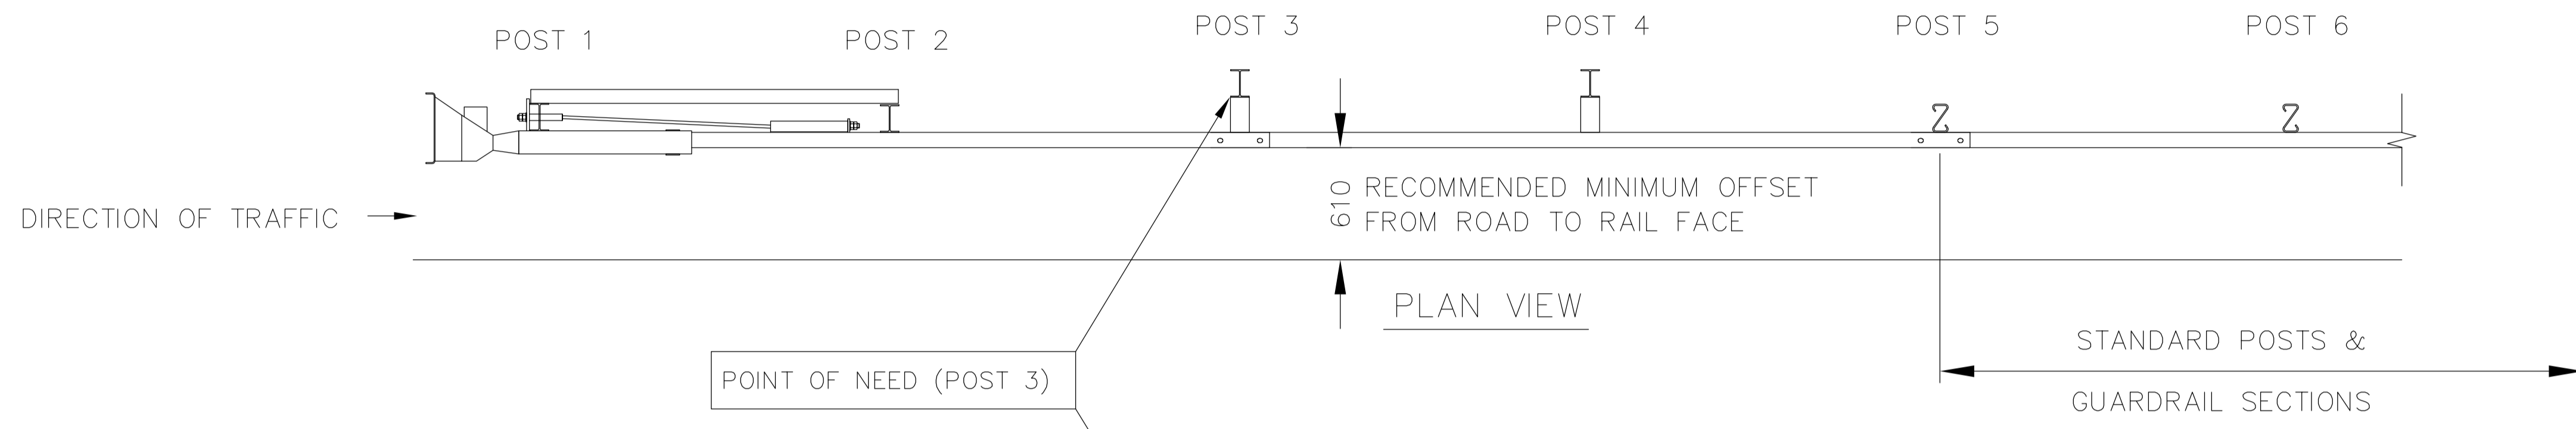 POST 1
POST 2
POST 3
POST 4
POST 5
POST 6
DIRECTION OF TRAFFIC
610
RECOMMENDED MINIMUM OFFSET
FROM ROAD TO RAIL FACE
PLAN VIEW
POINT OF NEED (POST 3)
STANDARD POSTS &
GUARDRAIL SECTIONS